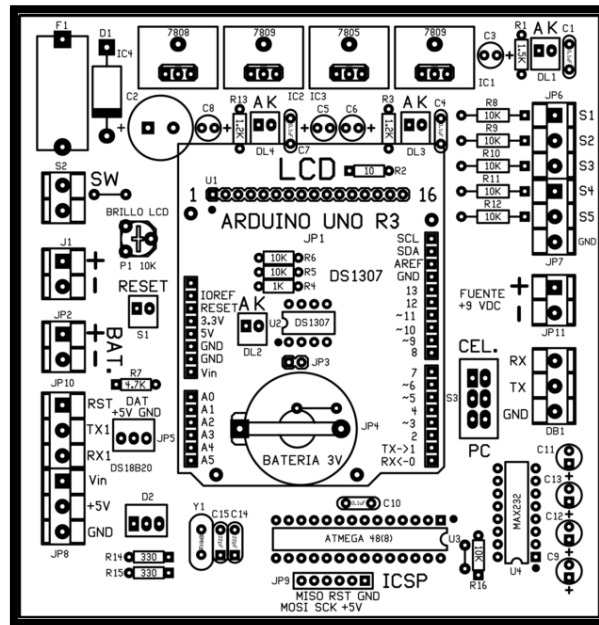 F1
D1
IC4
7808
7809
7805
7809
C3
R1
1.5K
A K
C1
DL1
IC1
C2
C8
R13
1.2K
A K
IC2
IC3
DL4
C7
C5
C6
R3
1.2K
A K
C4
DL3
JP6
R8
10K
S1
R9
10K
S2
R10
10K
S3
R11
10K
S4
R12
10K
S5
GND
JP7
S2
SW
LCD
10
R2
U1
1
16
BRILLO LCD
P1 10K
ARDUINO UNO R3
JP1
J1
+
-
RESET
S1
10K
R6
10K
R5
1K
R4
DS1307
SCL
SDA
AREF
GND
13
12
~11
~10
~9
8
IOREF
RESET
3.3V
5V
GND
GND
Vin
A K
DL2
U2
DS1307
JP3
FUENTE
+9 VDC
+
-
JP11
JP2
+
-
BAT.
JP10
R7
4.7K
RST
TX1
RX1
DAT
+5V GND
JP5
DS18B20
Vin
+5V
GND
JP8
A0
A1
A2
A3
A4
A5
JP4
BATERIA 3V
7
~6
~5
4
~3
2
TX->1
RX<-0
CEL.
S3
PC
RX
TX
GND
DB1
D2
R14
330
R15
330
Y1
C15
C14
0.1uF
C10
ATMEGA 48(8)
U3
10K
R16
MAX232
U4
C11
C13
C12
C9
JP9
ICSP
MISO RST GND
MOSI SCK +5V